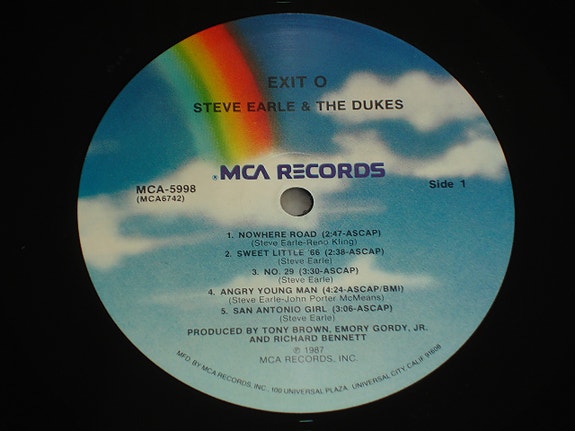 EXIT O
STEVE EARLE & THE DUKES
® MCA RECORDS
MCA-5998
(MCA6742)
Side 1
1. NOWHERE ROAD (2:47-ASCAP)
(Steve Earle-Reno Kling)
2. SWEET LITTLE '66 (2:38-ASCAP)
(Steve Earle)
3. NO. 29 (3:30-ASCAP)
(Steve Earle)
4. ANGRY YOUNG MAN (4:24-ASCAP/BMI)
(Steve Earle-John Porter McMeans)
5. SAN ANTONIO GIRL (3:06-ASCAP)
(Steve Earle)
PRODUCED BY TONY BROWN, EMORY GORDY, JR.
AND RICHARD BENNETT
℗ 1987
MCA RECORDS, INC.
MFD. BY MCA RECORDS, INC., 100 UNIVERSAL PLAZA, UNIVERSAL CITY, CALIF. 91608